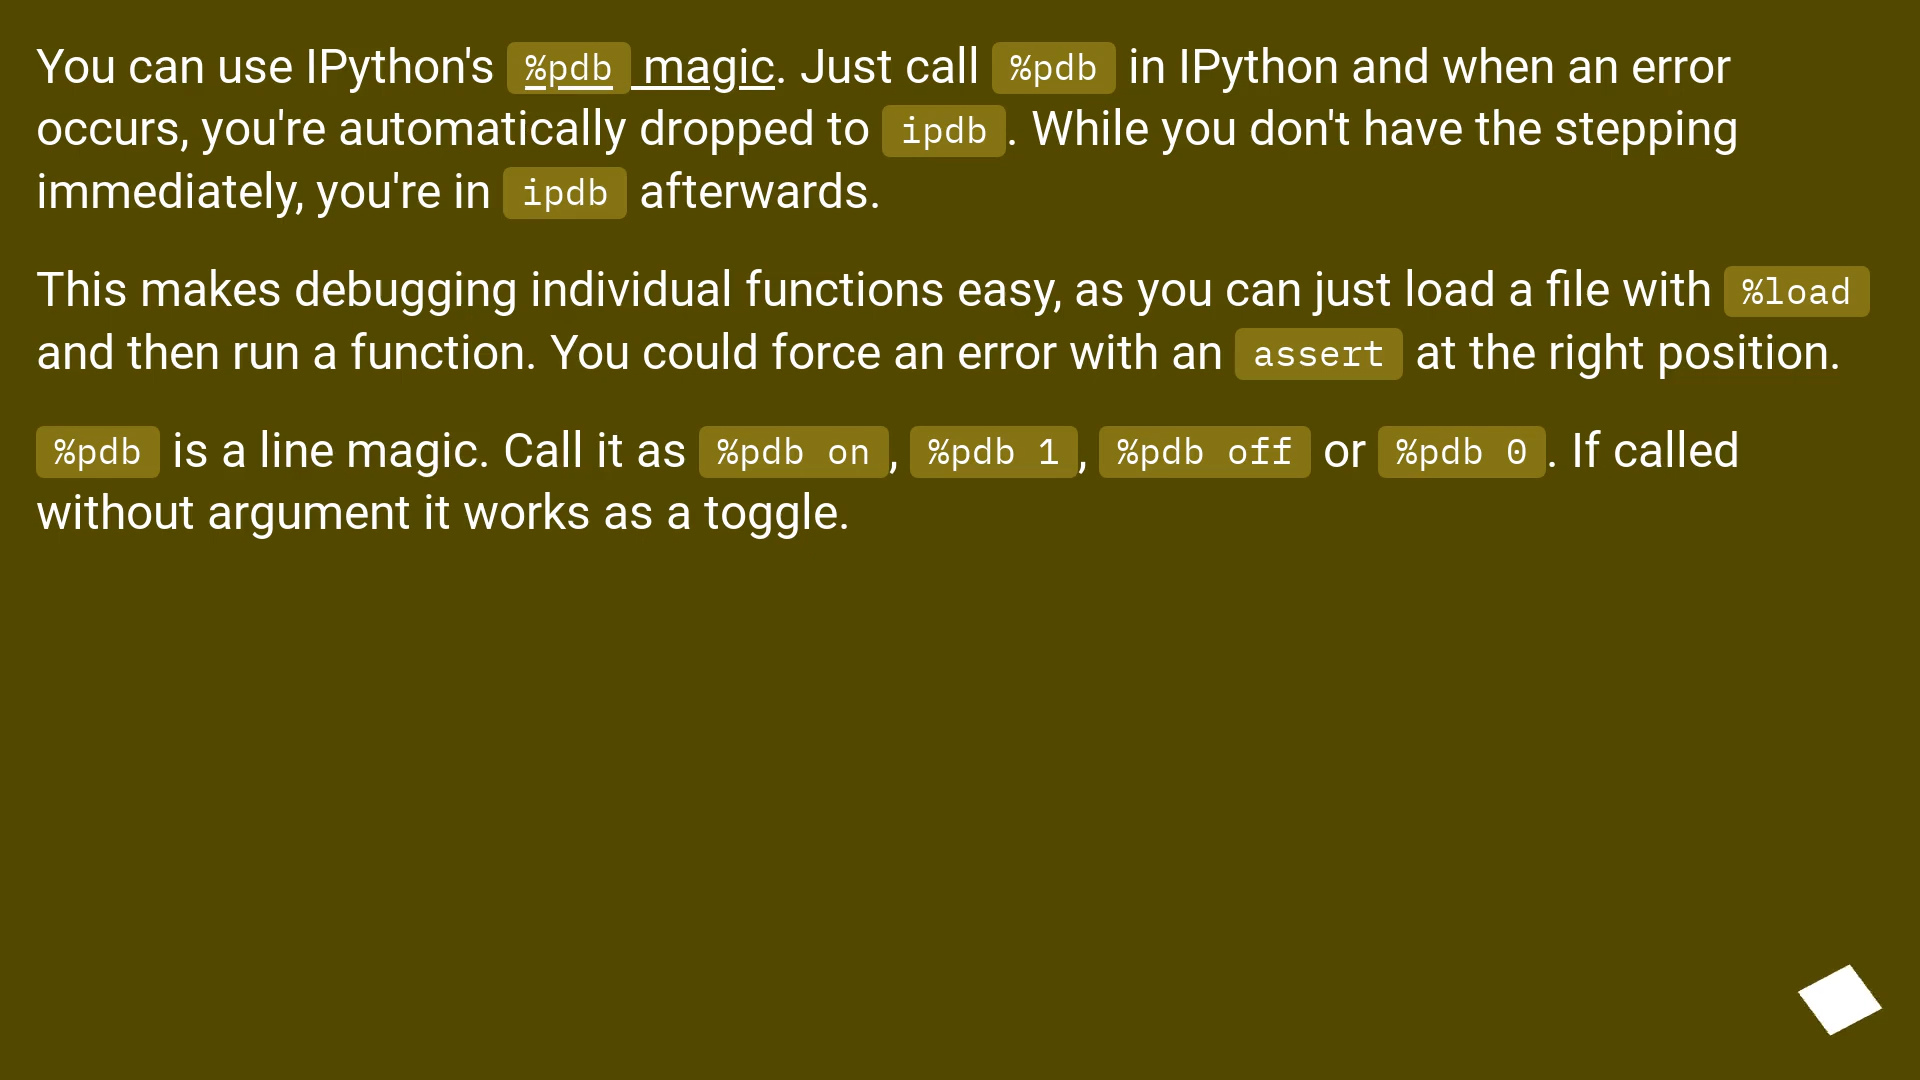 You can use IPython's %pdb magic. Just call %pdb in IPython and when an error
occurs, you're automatically dropped to ipdb. While you don't have the stepping
immediately, you're in ipdb afterwards.
This makes debugging individual functions easy, as you can just load a file with %load
and then run a function. You could force an error with an assert at the right position.
%pdb is a line magic. Call it as %pdb on, %pdb 1, %pdb off or %pdb 0. If called
without argument it works as a toggle.